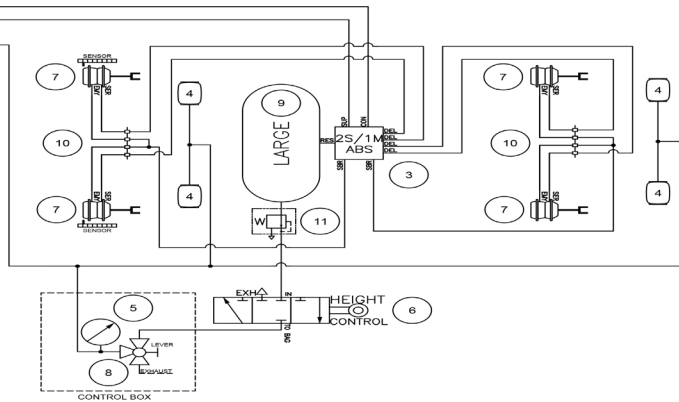 SENSOR
7
EMY
SER
10
EMY
SER
7
SENSOR
4
4
9
LARGE
SUP
CON
RES
2S/1M
ABS
DEL
DEL
DEL
DEL
SBR
SBR
3
W
11
7
SER
10
SER
7
4
4
EXH
IN
HEIGHT
CONTROL
6
TO BAG
5
LEVER
8
EXHAUST
CONTROL BOX